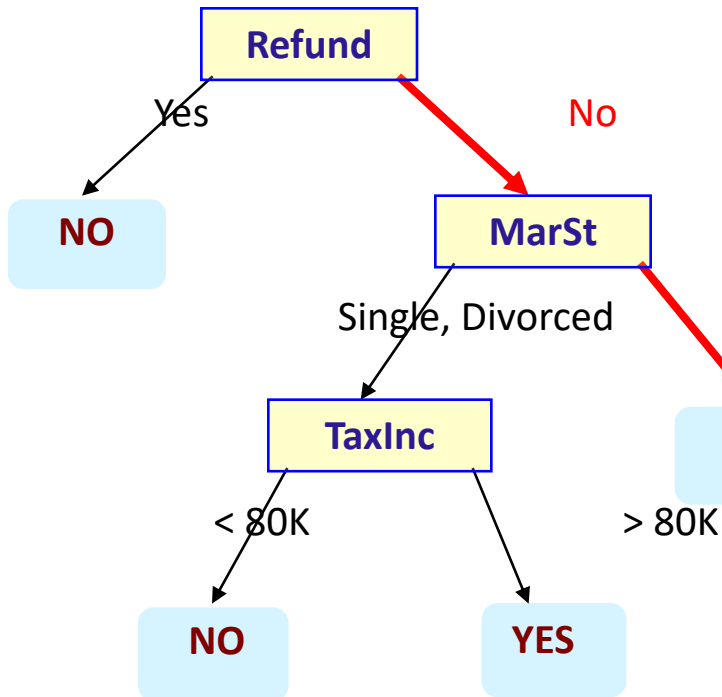 Refund
Yes
No
NO
MarSt
Single, Divorced
TaxInc
< 80K
> 80K
NO
YES